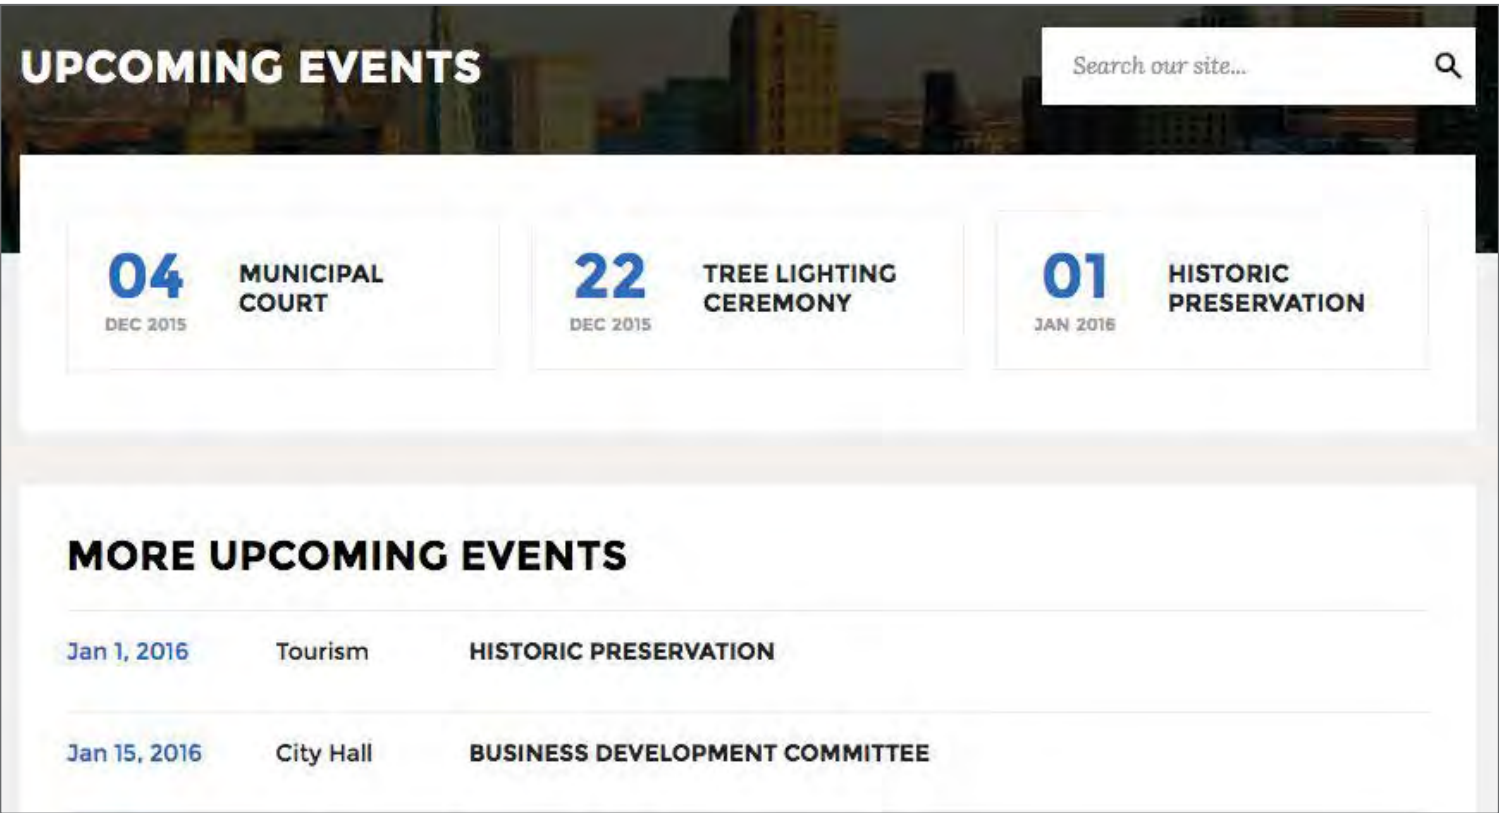 UPCOMING EVENTS
Search our site...
04
DEC 2015
MUNICIPAL
COURT
22
DEC 2015
TREE LIGHTING
CEREMONY
01
JAN 2016
HISTORIC
PRESERVATION
MORE UPCOMING EVENTS
Jan 1, 2016 Tourism HISTORIC PRESERVATION
Jan 15, 2016 City Hall BUSINESS DEVELOPMENT COMMITTEE